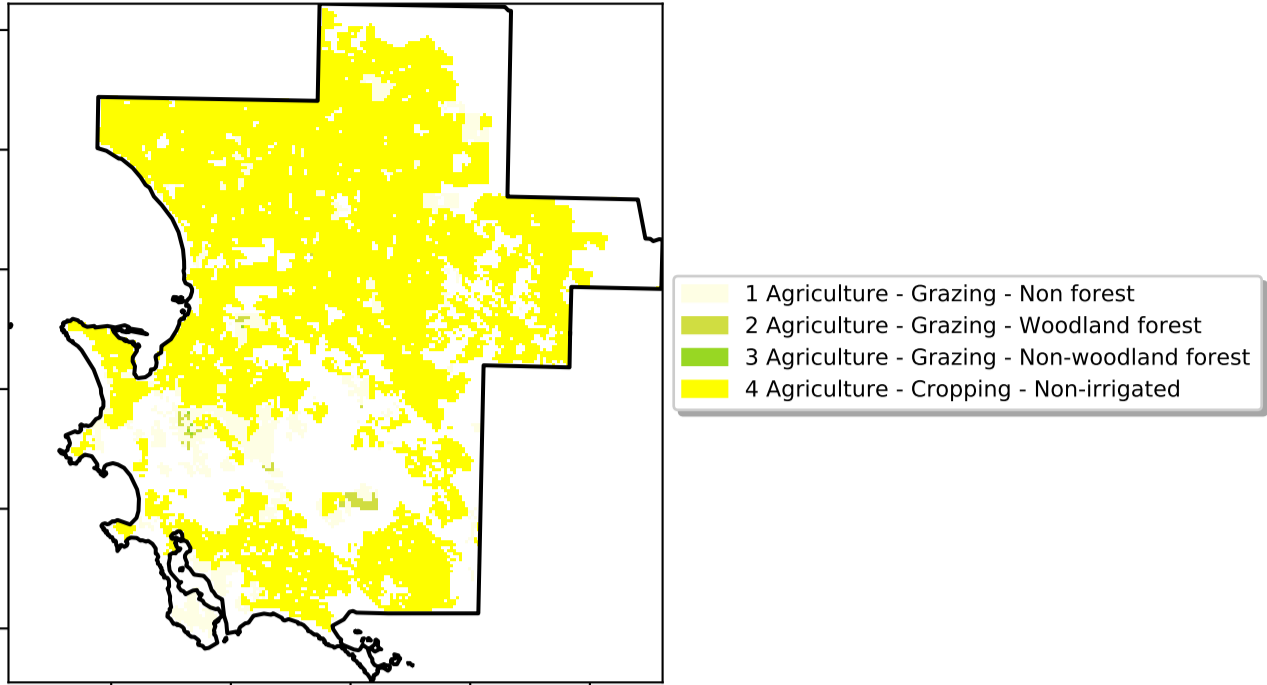 1 Agriculture - Grazing - Non forest
2 Agriculture - Grazing - Woodland forest
3 Agriculture - Grazing - Non-woodland forest
4 Agriculture - Cropping - Non-irrigated